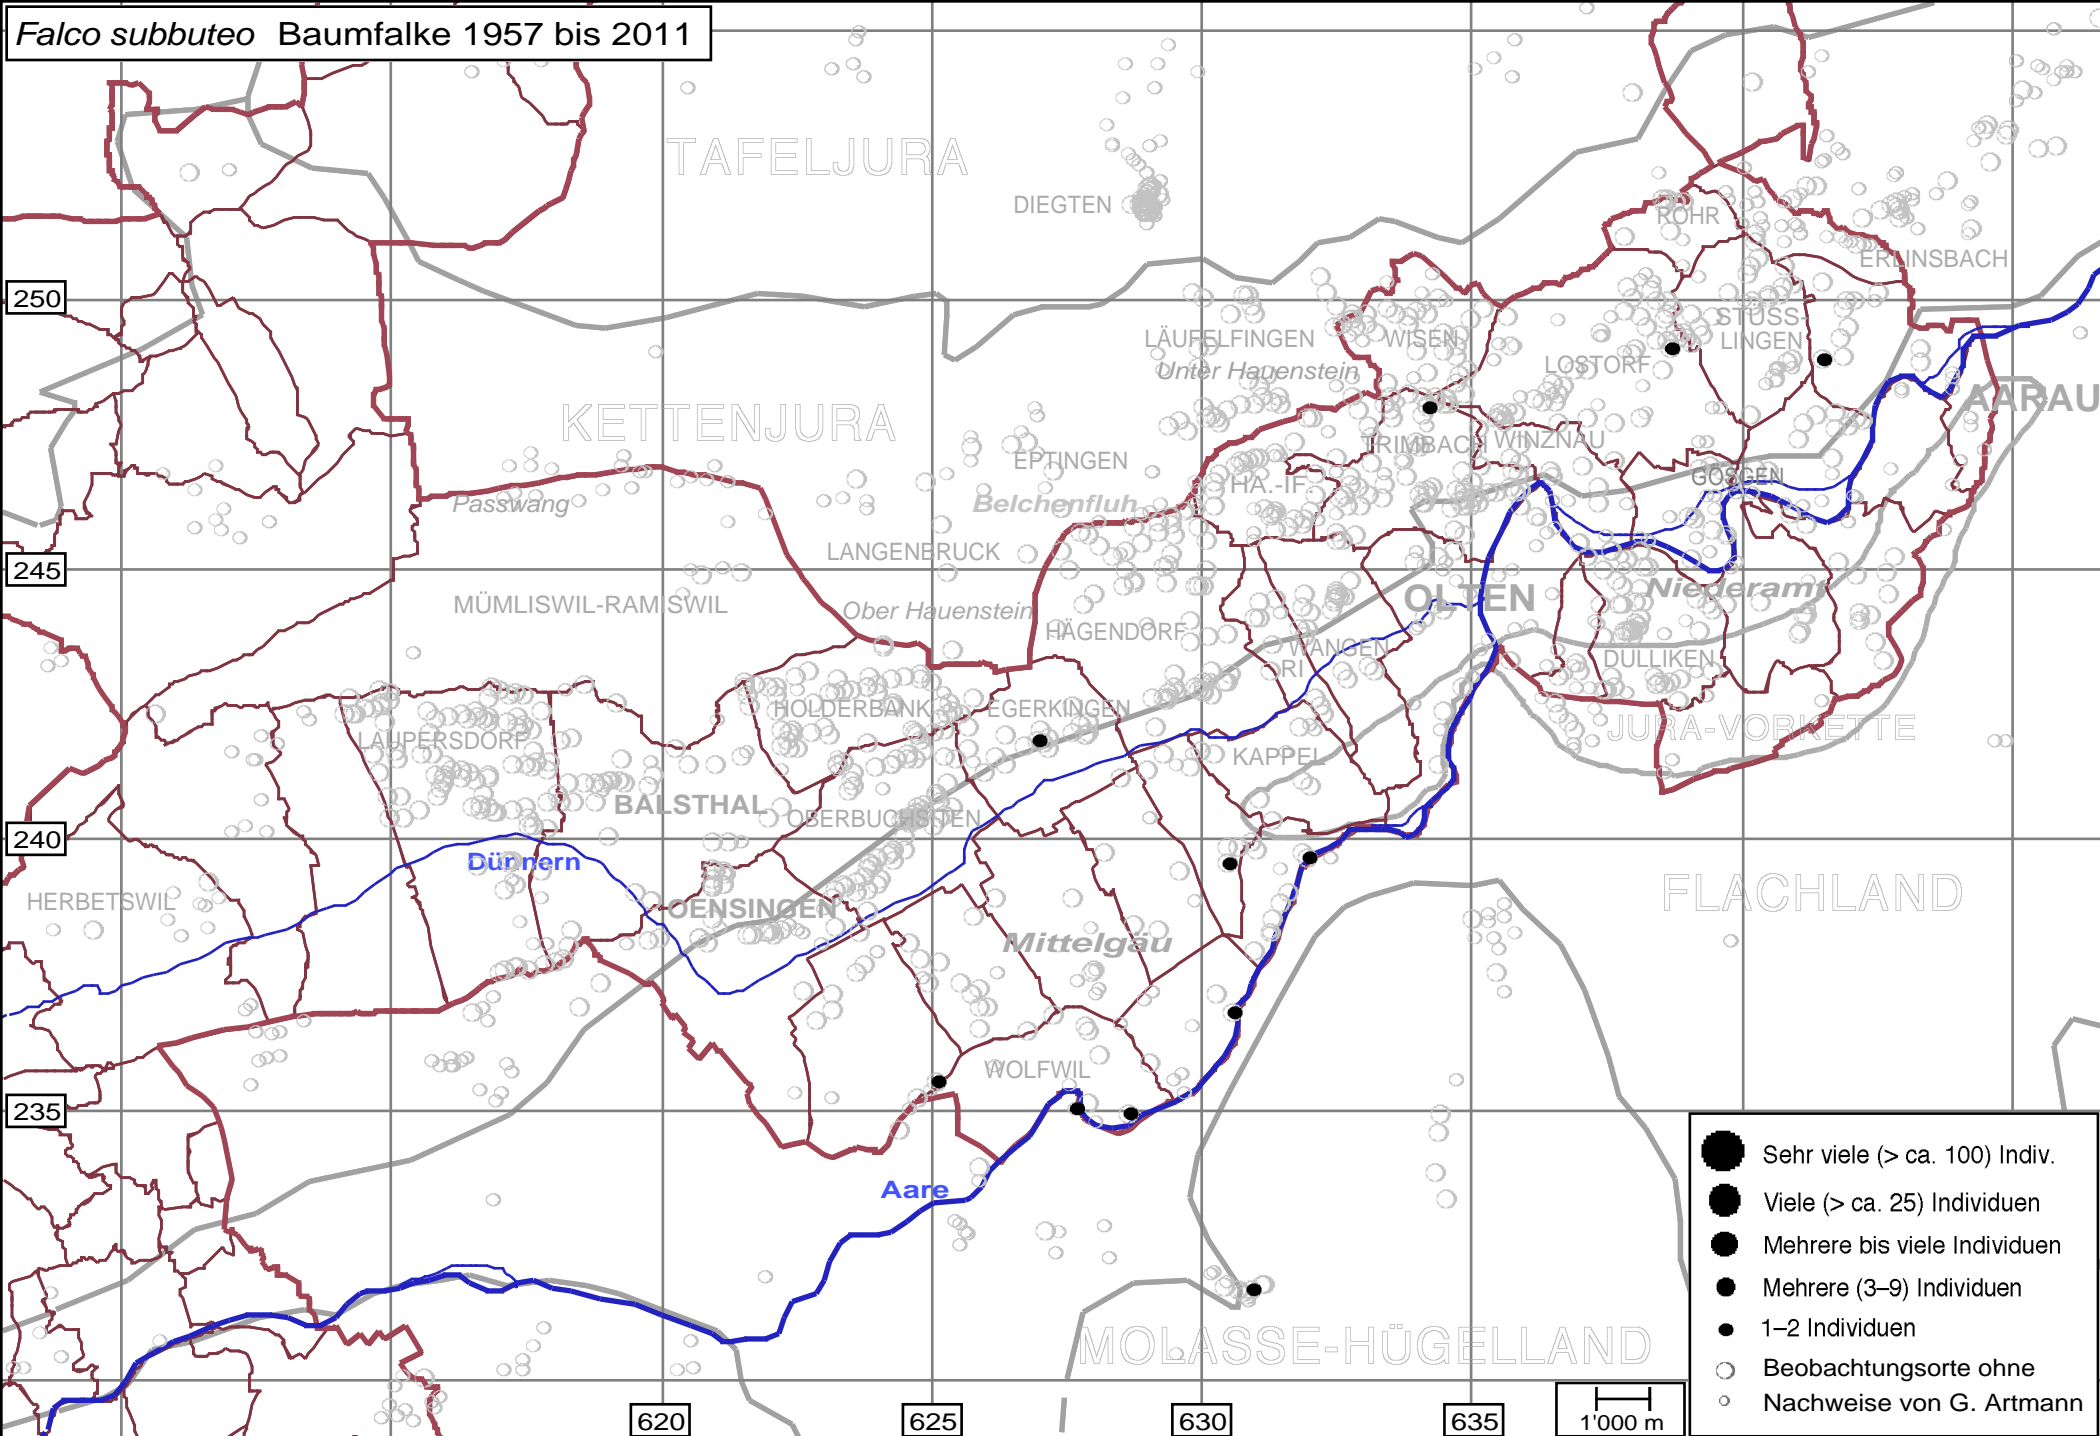 Falco subbuteo Baumfalke 1957 bis 2011
TAFELJURA
DIEGTEN
ROHR
ERLINSBACH
250
LÄUFELFINGEN
WISEN
STÜSS-
LINGEN
Unter Hauenstein
LOSTORF
AARAU
KETTENJURA
TRIMBACH
WINZNAU
EPTINGEN
GÖSGEN
HA.-IF.
Passwang
Belchenfluh
LANGENBRUCK
245
MÜMLISWIL-RAMISWIL
OLTEN
Niederamt
Ober Hauenstein
HÄGENDORF
WANGEN
RI
DULLIKEN
HOLDERBANK
EGERKINGEN
JURA-VORKETTE
LAUPERSDORF
KAPPEL
BALSTHAL
OBERBUCHSITEN
240
Dünnern
HERBETSWIL
OENSINGEN
FLACHLAND
Mittelgäu
WOLFWIL
235
Aare
MOLASSE-HÜGELLAND
Sehr viele (> ca. 100) Indiv.
Viele (> ca. 25) Individuen
Mehrere bis viele Individuen
Mehrere (3–9) Individuen
1–2 Individuen
Beobachtungsorte ohne
Nachweise von G. Artmann
620
625
630
635
1'000 m